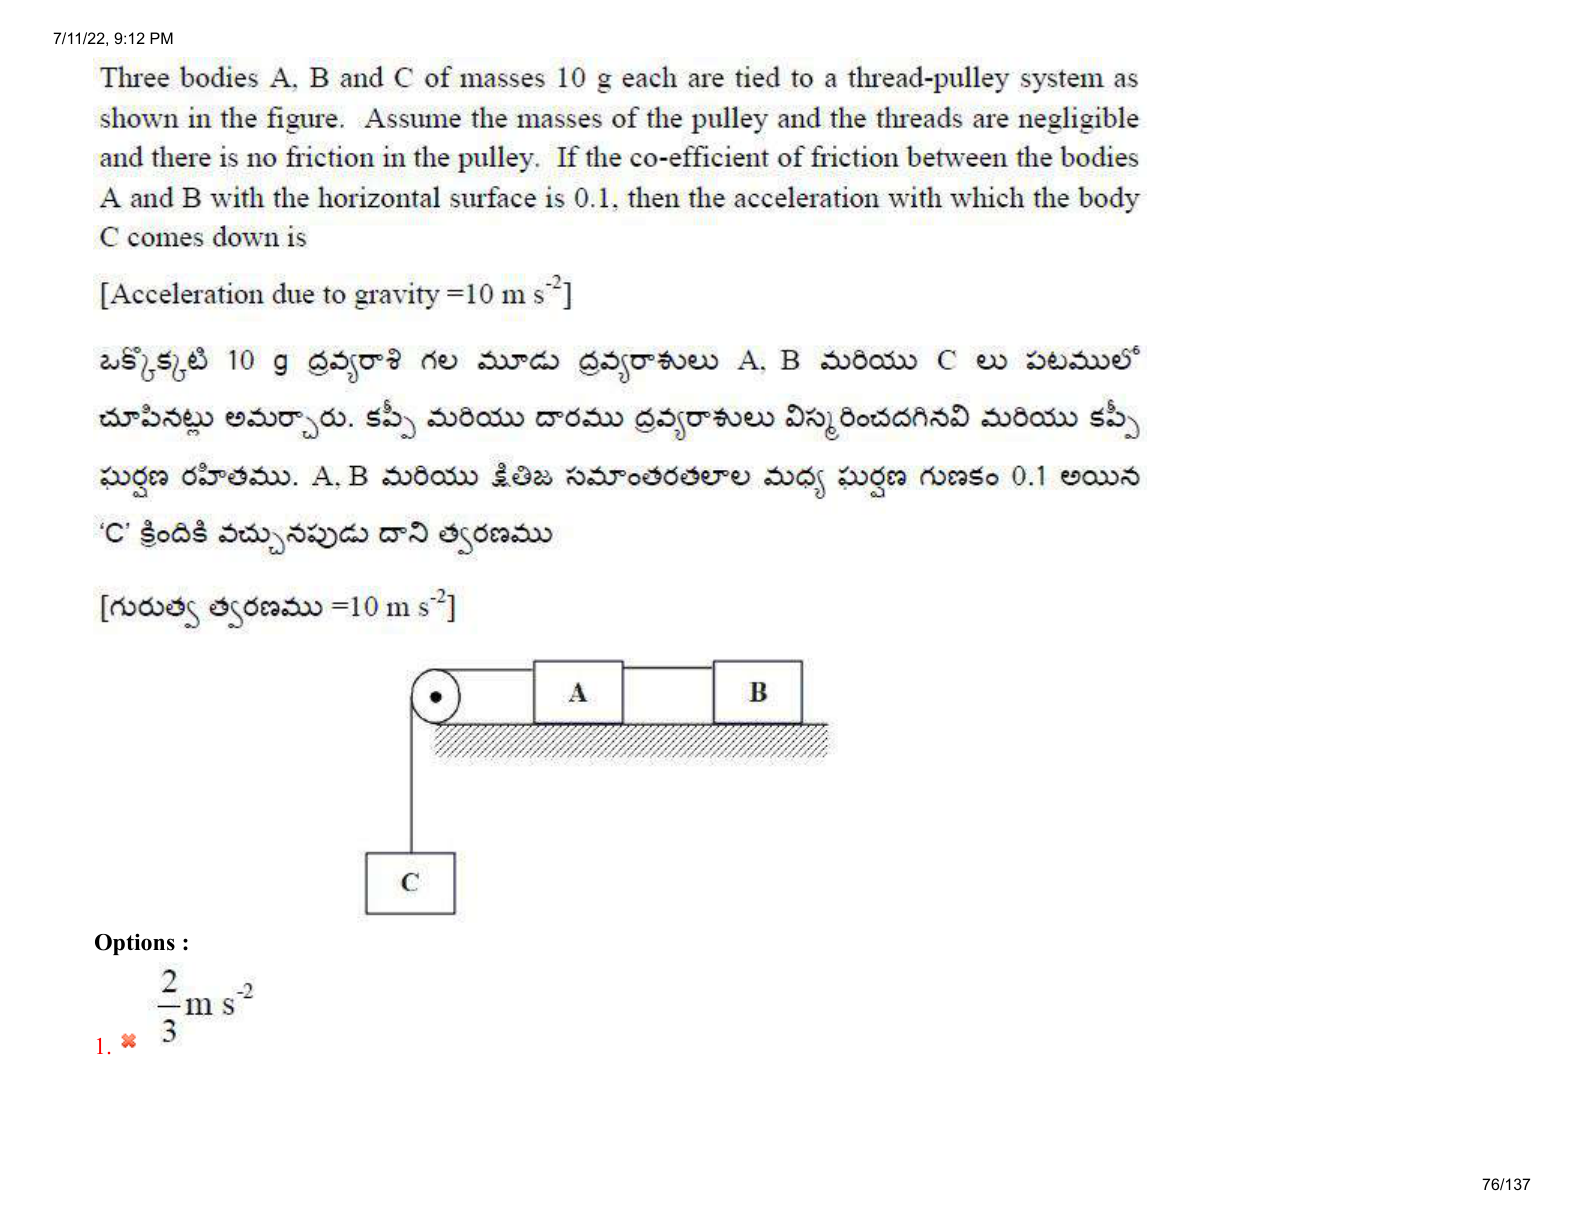 7/11/22, 9:12 PM
Three bodies A, B and C of masses 10 g each are tied to a thread-pulley system as
shown in the figure. Assume the masses of the pulley and the threads are negligible
and there is no friction in the pulley. If the co-efficient of friction between the bodies
A and B with the horizontal surface is 0.1, then the acceleration with which the body
C comes down is
[Acceleration due to gravity =10 m s⁻²]
ఒక్కొక్కటి 10 g ద్రవ్యరాశి గల మూడు ద్రవ్యరాశులు A, B మరియు C లు పటములో
చూపినట్లు అమర్చారు. కప్పీ మరియు దారము ద్రవ్యరాశులు విస్మరించదగినవి మరియు కప్పీ
ఘర్షణ రహితము. A, B మరియు క్షితిజ సమాంతరతలాల మధ్య ఘర్షణ గుణకం 0.1 అయిన
‘C’ క్రిందికి వచ్చునపుడు దాని త్వరణము
[గురుత్వ త్వరణము =10 m s⁻²]
A B
C
Options :
1. 2/3 m s⁻²
76/137